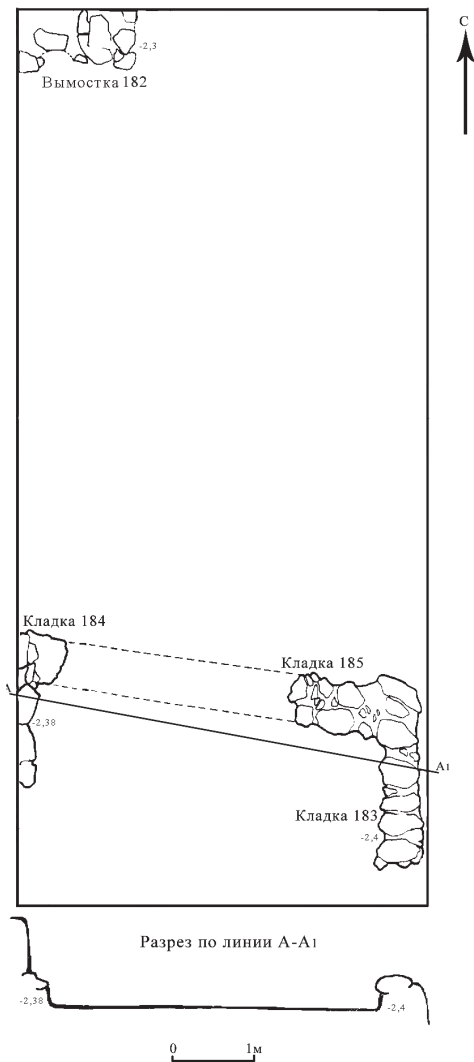 С
-2,3
Вымостка 182
Кладка 184
Кладка 185
А
-2,38
А1
Кладка 183
-2,4
Разрез по линии А-А1
-2,38
-2,4
0 1м